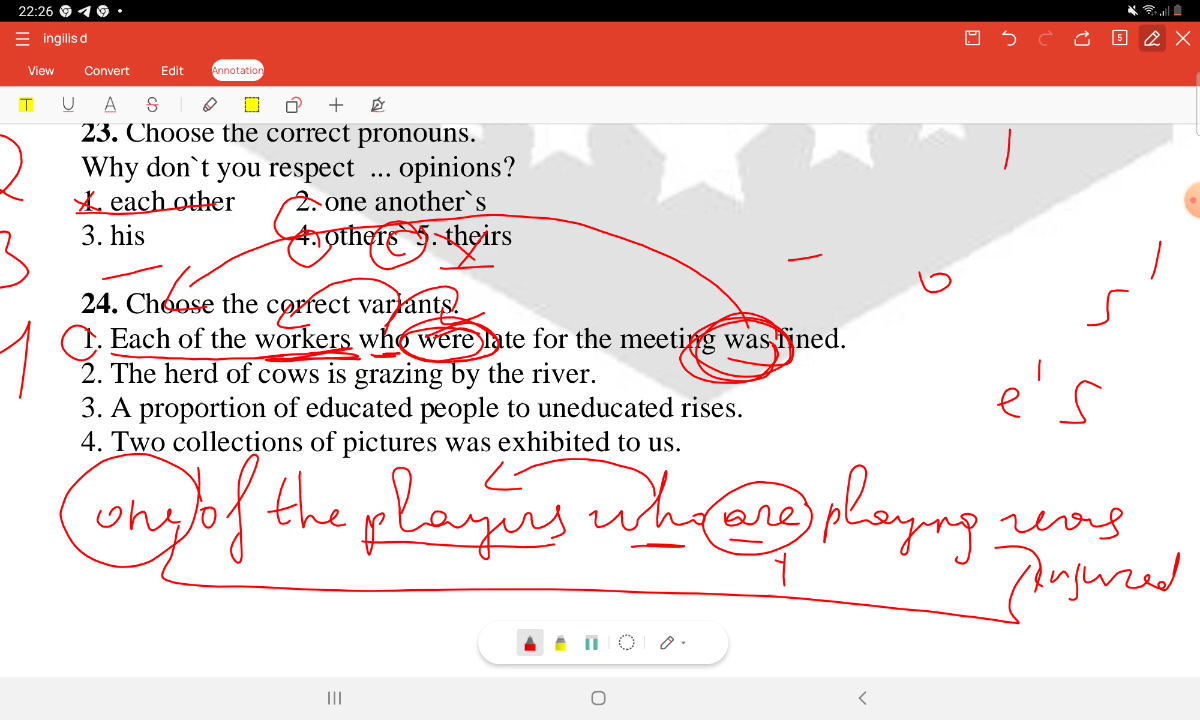 22:26
ingilis d
View Convert Edit Annotation
T U A S
23. Choose the correct pronouns.
Why don`t you respect ... opinions?
1. each other 2. one another`s
3. his 4. others` 5. theirs
24. Choose the correct variants.
1. Each of the workers who were late for the meeting was fined.
2. The herd of cows is grazing by the river.
3. A proportion of educated people to uneducated rises.
4. Two collections of pictures was exhibited to us.
e's
one of the players who are playing